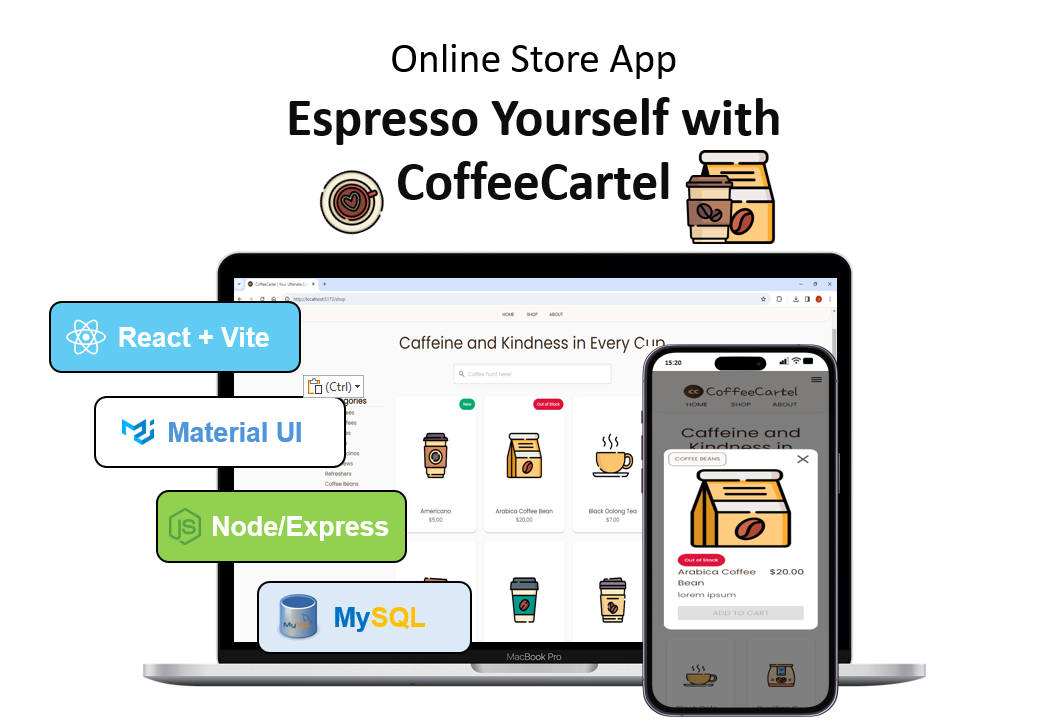 Online Store App
Espresso Yourself with
CoffeeCartel
CoffeeCartel | Your Ultimate C
http://localhost:5173/shop
HOME SHOP ABOUT
Caffeine and Kindness in Every Cup
Coffee hunt here!
(Ctrl)
New
Out of Stock
Refreshers
Coffee Beans
Americano
$5.00
Arabica Coffee Bean
$20.00
Black Oolong Tea
$7.00
MacBook Pro
React + Vite
Material UI
JS
Node/Express
MySQL
MySQL
15:20
CC
CoffeeCartel
HOME SHOP ABOUT
Caffeine and
Kindness in
COFFEE BEANS
Out of Stock
Arabica Coffee $20.00
Bean
lorem ipsum
ADD TO CART